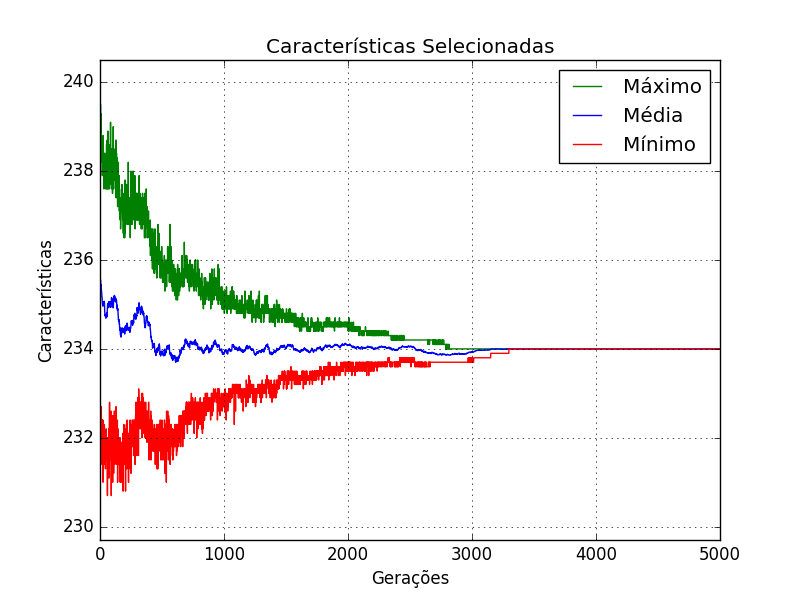 Características Selecionadas
240
238
236
234
232
230
Características
Máximo
Média
Mínimo
0
1000
2000
3000
4000
5000
Gerações